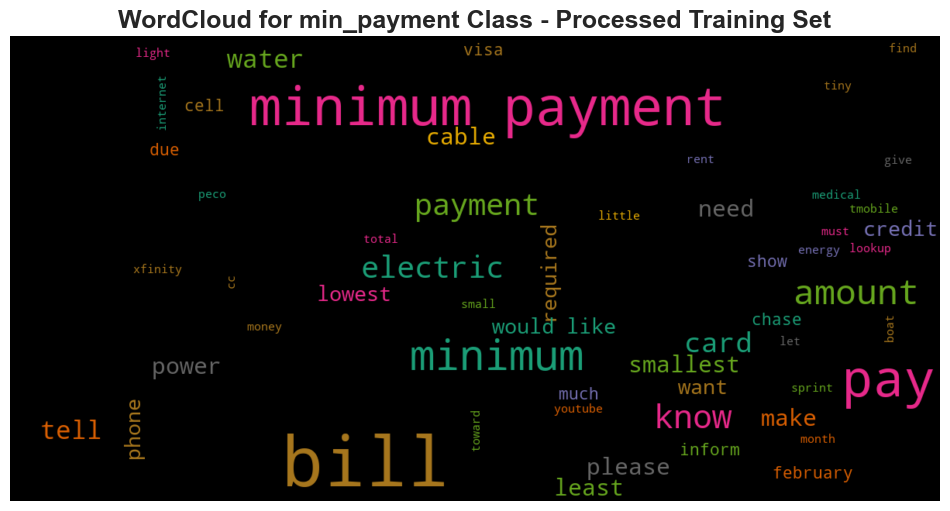 WordCloud for min_payment Class - Processed Training Set
light
visa
find
water
internet
cell
tiny
minimum payment
cable
due
rent
give
peco
medical
payment
little
need
tmobile
required
must
credit
total
energy
lookup
xfinity
cc
electric
show
lowest
small
amount
money
would like
chase
boat
power
minimum
card
let
smallest
pay
want
much
sprint
youtube
know
make
tell
phone
toward
month
bill
inform
please
february
least